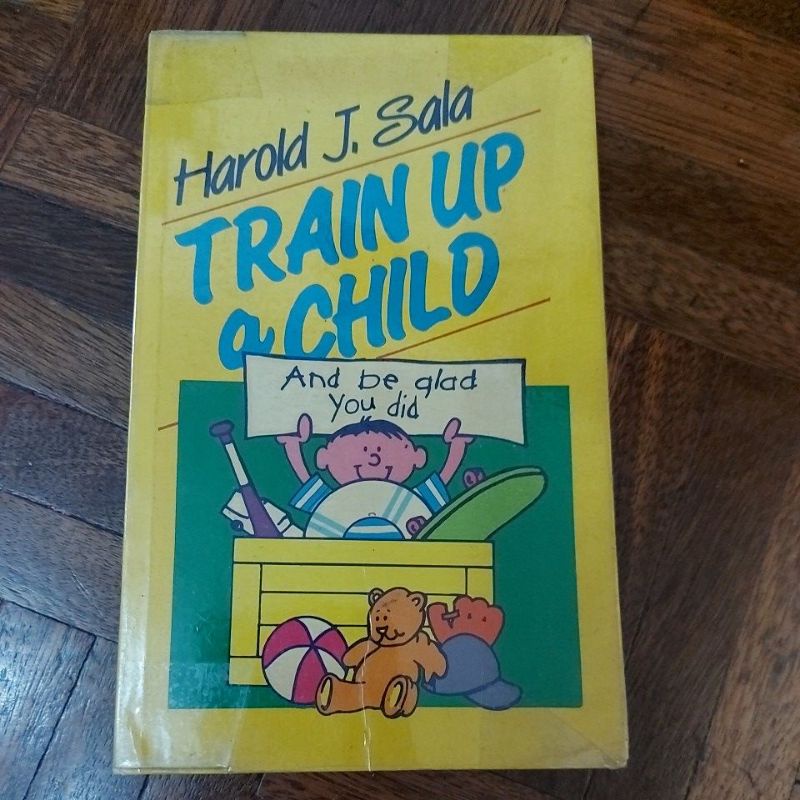 Harold J. Sala
TRAIN UP
a CHILD
And be glad
You did